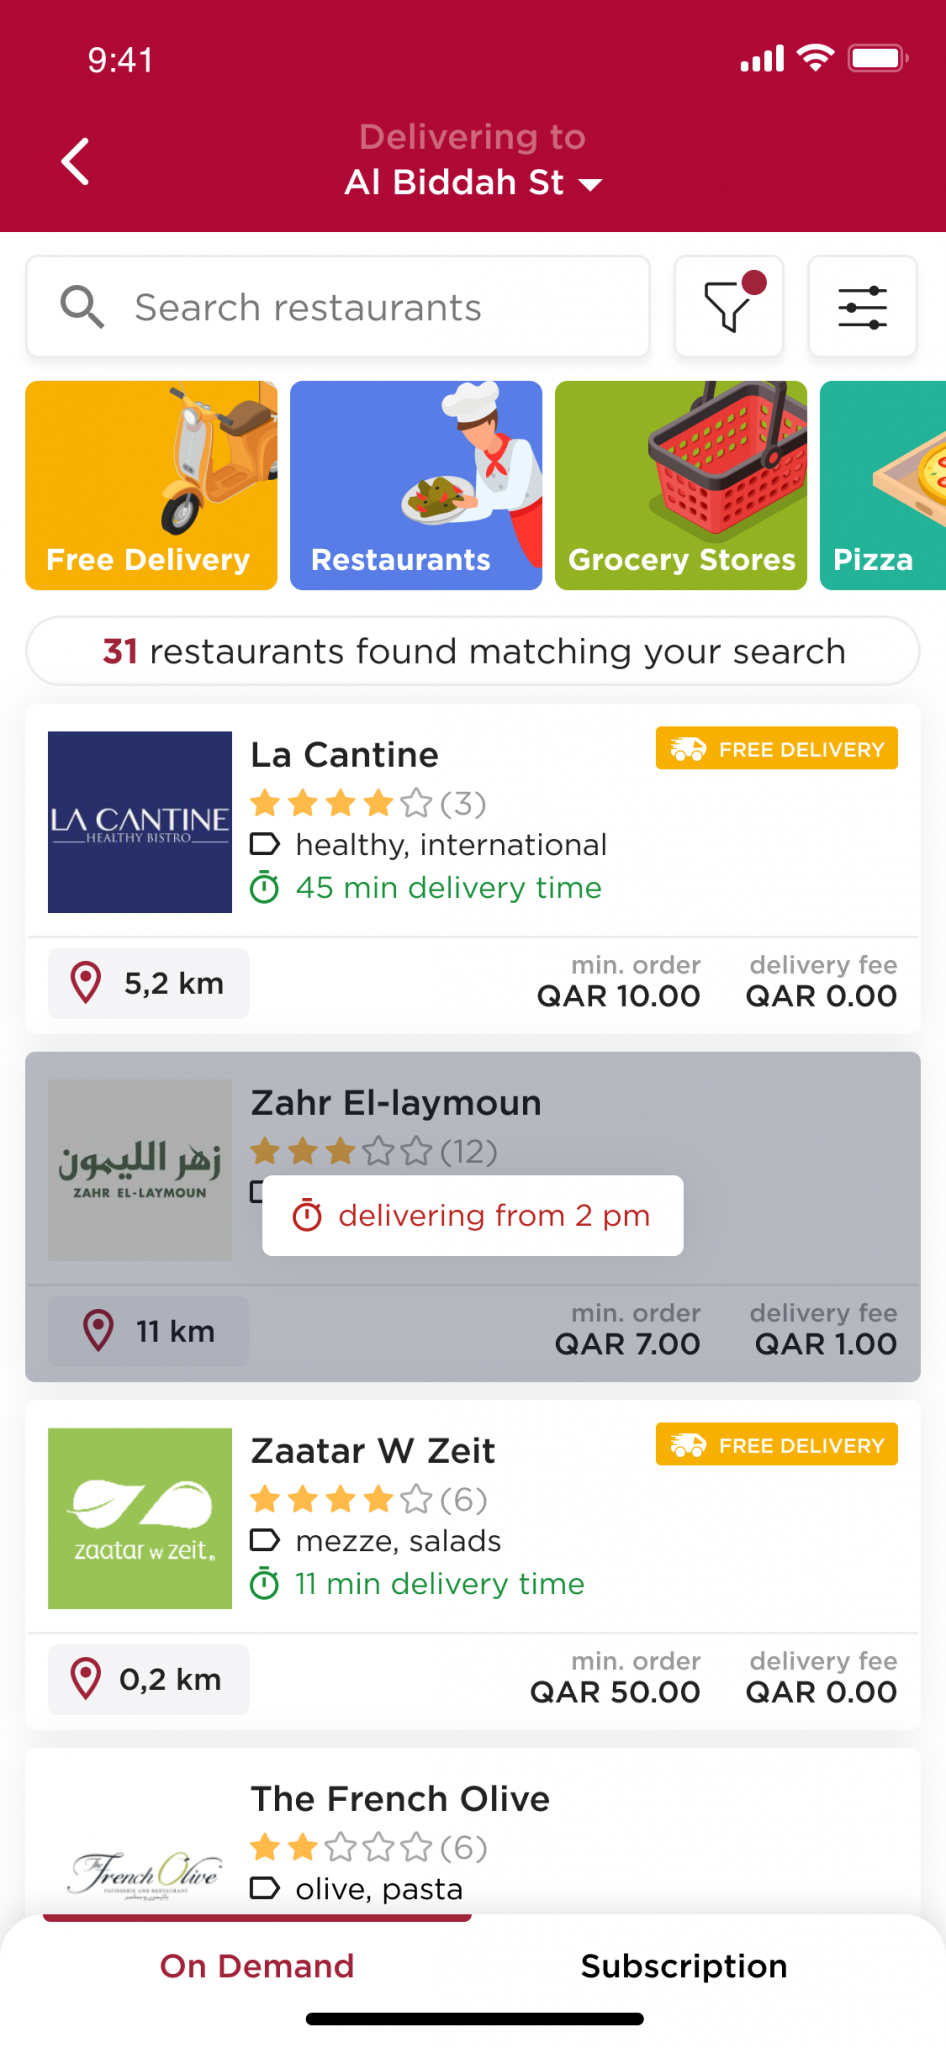 9:41
Delivering to
Al Biddah St
Search restaurants
Free Delivery
Restaurants
Grocery Stores
Pizza
31 restaurants found matching your search
LA CANTINE
HEALTHY BISTRO
La Cantine
FREE DELIVERY
(3)
healthy, international
45 min delivery time
5,2 km
min. order
QAR 10.00
delivery fee
QAR 0.00
زهر الليمون
ZAHR EL-LAYMOUN
Zahr El-laymoun
(12)
delivering from 2 pm
11 km
min. order
QAR 7.00
delivery fee
QAR 1.00
zaatar w zeit.
Zaatar W Zeit
FREE DELIVERY
(6)
mezze, salads
11 min delivery time
0,2 km
min. order
QAR 50.00
delivery fee
QAR 0.00
The French Olive
PATISSERIE AND RESTAURANT
The French Olive
(6)
olive, pasta
On Demand
Subscription